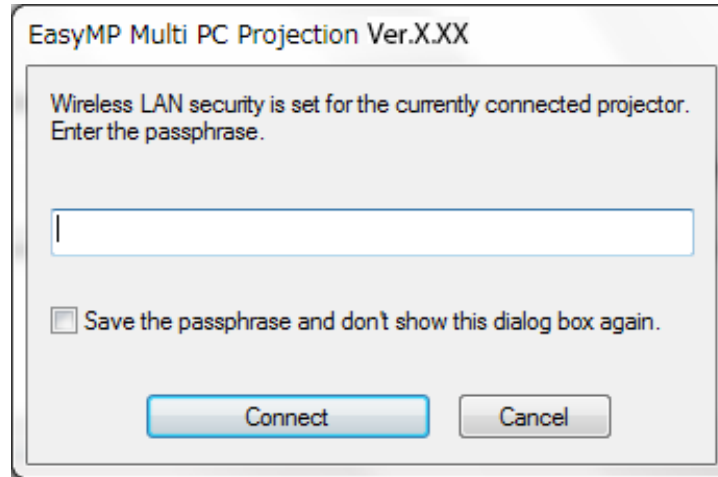 EasyMP Multi PC Projection Ver.X.XX
Wireless LAN security is set for the currently connected projector.
Enter the passphrase.
Save the passphrase and don't show this dialog box again.
Connect
Cancel